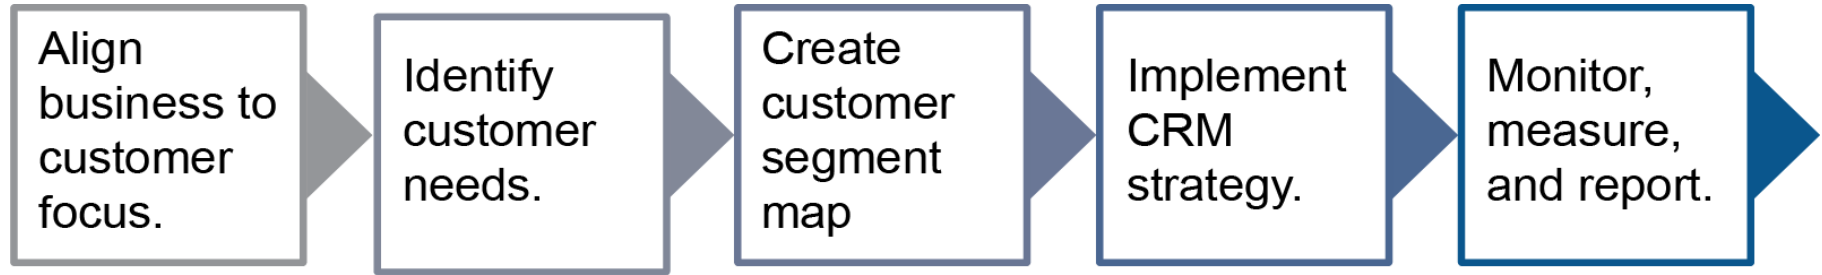 Align
business to
customer
focus.
Identify
customer
needs.
Create
customer
segment
map
Implement
CRM
strategy.
Monitor,
measure,
and report.